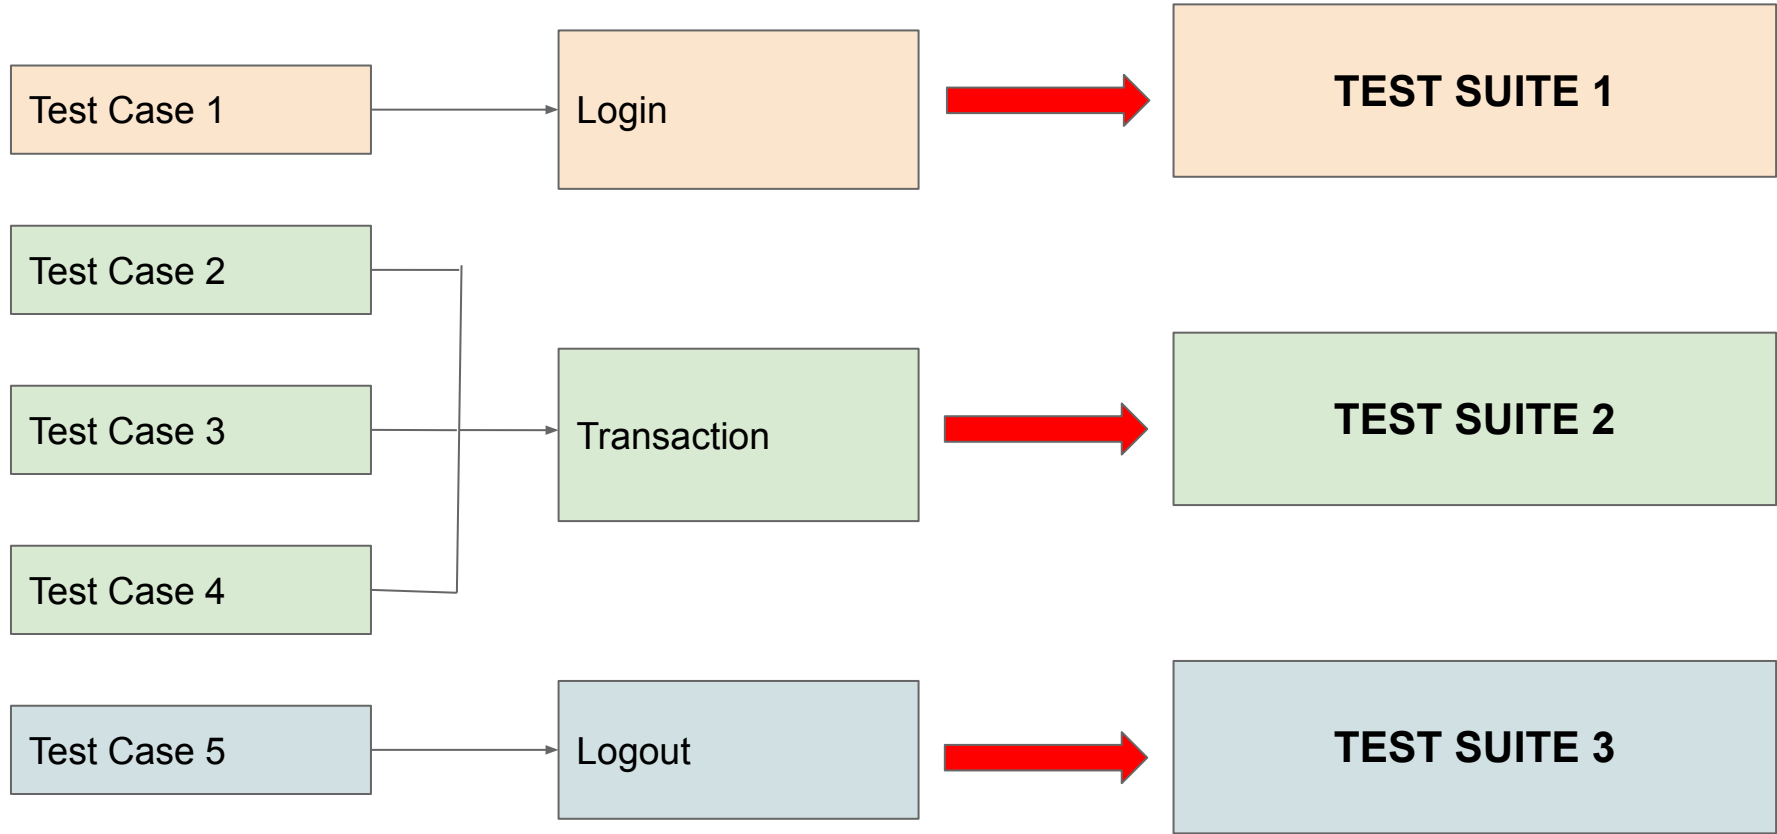 Test Case 1
Login
TEST SUITE 1
Test Case 2
Test Case 3
Transaction
TEST SUITE 2
Test Case 4
Test Case 5
Logout
TEST SUITE 3